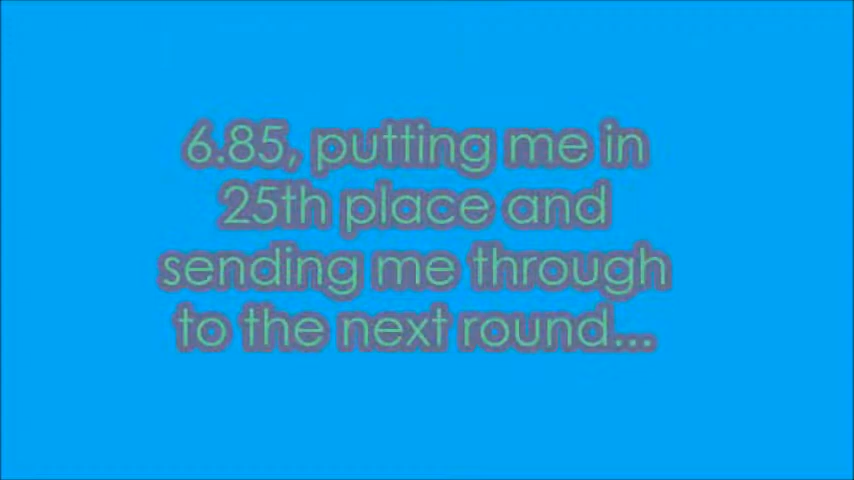 6.85, putting me in
25th place and
sending me through
to the next round...